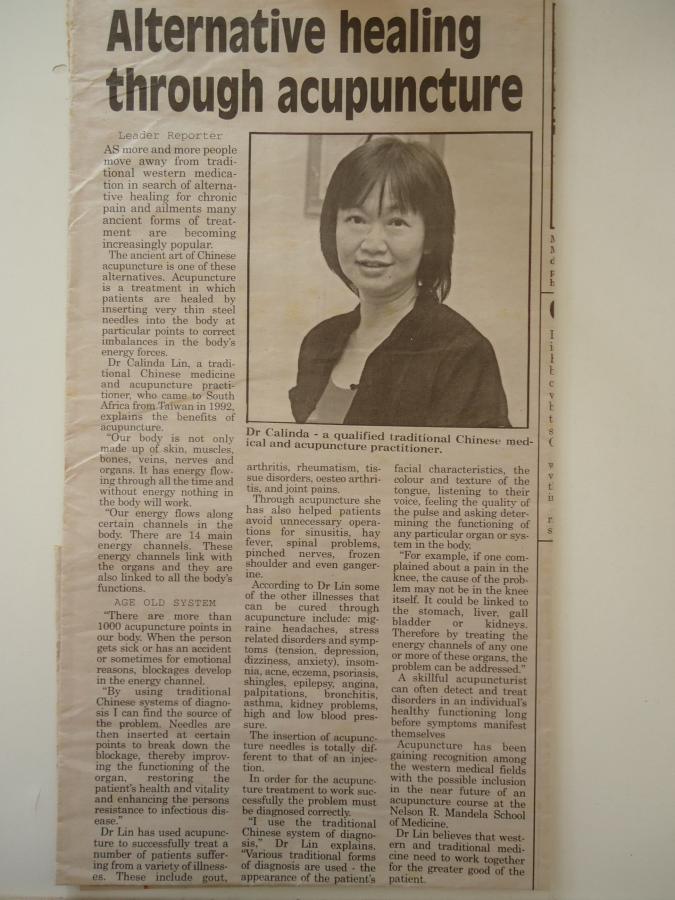 Alternative healing
through acupuncture
Leader Reporter
AS more and more people
move away from tradi-
tional western medica-
tion in search of alterna-
tive healing for chronic
pain and ailments many
ancient forms of treat-
ment are becoming
increasingly popular.
The ancient art of Chinese
acupuncture is one of these
alternatives. Acupuncture
is a treatment in which
patients are healed by
inserting very thin steel
needles into the body at
particular points to correct
imbalances in the body's
energy forces.
Dr Calinda Lin, a tradi-
tional Chinese medicine
and acupuncture practi-
tioner, who came to South
Africa from Taiwan in 1992,
explains the benefits of
acupuncture.
"Our body is not only
made up of skin, muscles,
bones, veins, nerves and
organs. It has energy flow-
ing through all the time and
without energy nothing in
the body will work.
"Our energy flows along
certain channels in the
body. There are 14 main
energy channels. These
energy channels link with
the organs and they are
also linked to all the body's
functions.
AGE OLD SYSTEM
"There are more than
1000 acupuncture points in
our body. When the person
gets sick or has an accident
or sometimes for emotional
reasons, blockages develop
in the energy channel.
"By using traditional
Chinese systems of diagno-
sis I can find the source of
the problem. Needles are
then inserted at certain
points to break down the
blockage, thereby improv-
ing the functioning of the
organ, restoring the
patient's health and vitality
and enhancing the persons
resistance to infectious dis-
ease."
Dr Lin has used acupunc-
ture to successfully treat a
number of patients suffer-
ing from a variety of illness-
es. These include gout,
Dr Calinda - a qualified traditional Chinese med-
ical and acupuncture practitioner.
arthritis, rheumatism, tis-
sue disorders, oesteo arthri-
tis, and joint pains.
Through acupuncture she
has also helped patients
avoid unnecessary opera-
tions for sinusitis, hay
fever, spinal problems,
pinched nerves, frozen
shoulder and even ganger-
ine.
According to Dr Lin some
of the other illnesses that
can be cured through
acupuncture include: mig-
raine headaches, stress
related disorders and symp-
toms (tension, depression,
dizziness, anxiety), insom-
nia, acne, eczema, psoriasis,
shingles, epilepsy, angina,
palpitations, bronchitis,
asthma, kidney problems,
high and low blood pres-
sure.
The insertion of acupunc-
ture needles is totally dif-
ferent to that of an injec-
tion.
In order for the acupunc-
ture treatment to work suc-
cessfully the problem must
be diagnosed correctly.
"I use the traditional
Chinese system of diagno-
sis," Dr Lin explains.
"Various traditional forms
of diagnosis are used - the
appearance of the patient's
facial characteristics, the
colour and texture of the
tongue, listening to their
voice, feeling the quality of
the pulse and asking deter-
mining the functioning of
any particular organ or sys-
tem in the body.
"For example, if one com-
plained about a pain in the
knee, the cause of the prob-
lem may not be in the knee
itself. It could be linked to
the stomach, liver, gall
bladder or kidneys.
Therefore by treating the
energy channels of any one
or more of these organs, the
problem can be addressed."
A skillful acupuncturist
can often detect and treat
disorders in an individual's
healthy functioning long
before symptoms manifest
themselves
Acupuncture has been
gaining recognition among
the western medical fields
with the possible inclusion
in the near future of an
acupuncture course at the
Nelson R. Mandela School
of Medicine.
Dr Lin believes that west-
ern and traditional medi-
cine need to work together
for the greater good of the
patient.